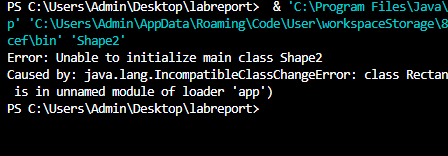 PS C:\Users\Admin\Desktop\labreport>  & 'C:\Program Files\Java\
p' 'C:\Users\Admin\AppData\Roaming\Code\User\workspaceStorage\8
cef\bin' 'Shape2'
Error: Unable to initialize main class Shape2
Caused by: java.lang.IncompatibleClassChangeError: class Rectan
 is in unnamed module of loader 'app')
PS C:\Users\Admin\Desktop\labreport>